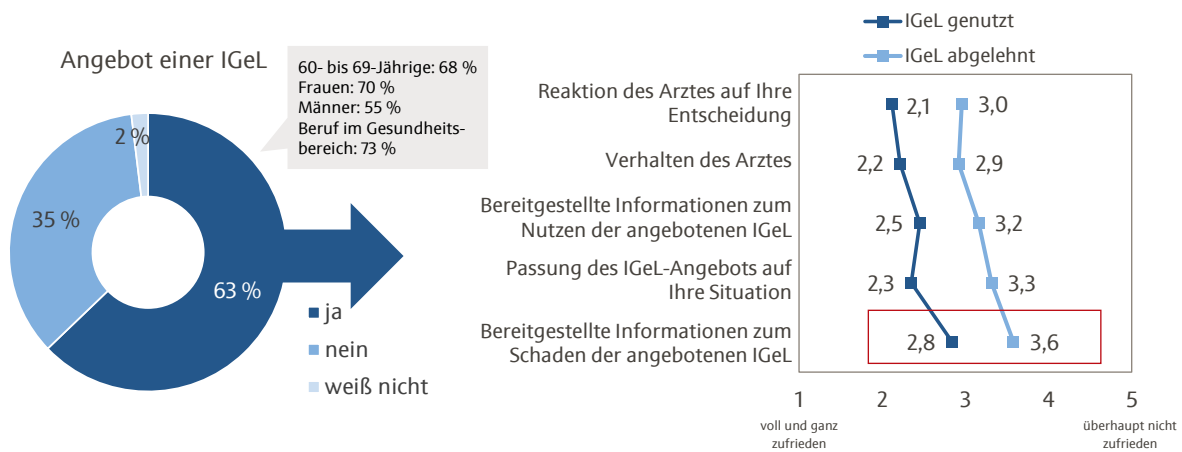 Angebot einer IGeL
60- bis 69-Jährige: 68 %
Frauen: 70 %
Männer: 55 %
Beruf im Gesundheits-
bereich: 73 %
2 %
35 %
63 %
ja
nein
weiß nicht
IGeL genutzt
IGeL abgelehnt
Reaktion des Arztes auf Ihre
Entscheidung
2,1
3,0
Verhalten des Arztes
2,2
2,9
Bereitgestellte Informationen zum
Nutzen der angebotenen IGeL
2,5
3,2
Passung des IGeL-Angebots auf
Ihre Situation
2,3
3,3
Bereitgestellte Informationen zum
Schaden der angebotenen IGeL
2,8
3,6
1
2
3
4
5
voll und ganz
zufrieden
überhaupt nicht
zufrieden